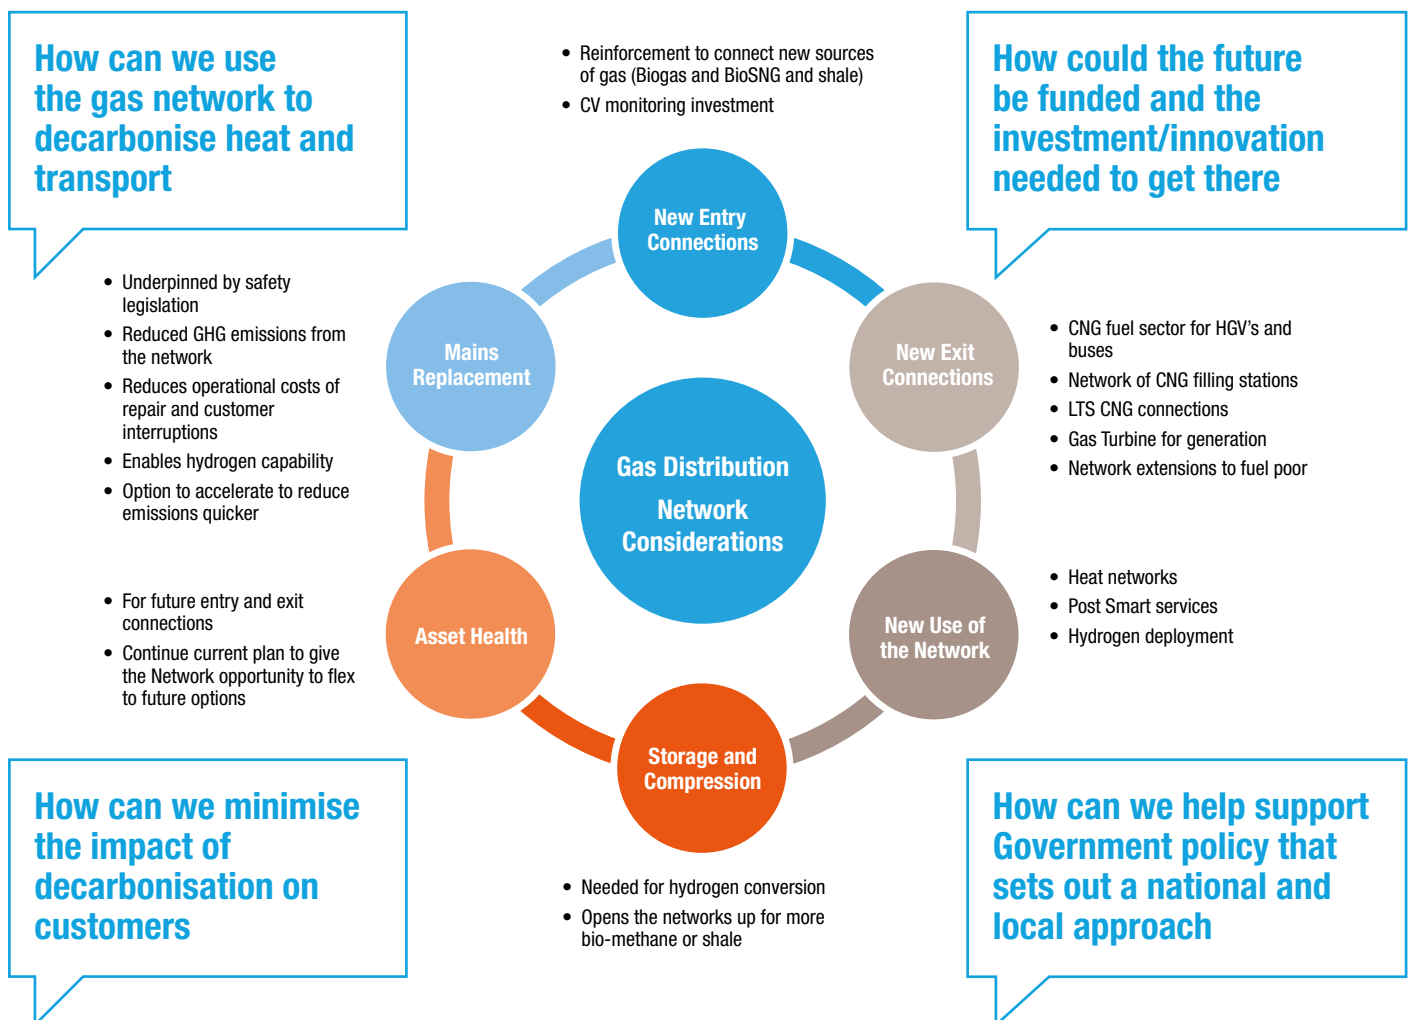 How can we use
the gas network to
decarbonise heat and
transport
• Reinforcement to connect new sources
of gas (Biogas and BioSNG and shale)
• CV monitoring investment
How could the future
be funded and the
investment/innovation
needed to get there
New Entry
Connections
• Underpinned by safety
legislation
• Reduced GHG emissions from
the network
• Reduces operational costs of
repair and customer
interruptions
• Enables hydrogen capability
• Option to accelerate to reduce
emissions quicker
Mains
Replacement
New Exit
Connections
• CNG fuel sector for HGV's and
buses
• Network of CNG filling stations
• LTS CNG connections
• Gas Turbine for generation
• Network extensions to fuel poor
Gas Distribution
Network
Considerations
• For future entry and exit
connections
• Continue current plan to give
the Network opportunity to flex
to future options
Asset Health
New Use of
the Network
• Heat networks
• Post Smart services
• Hydrogen deployment
Storage and
Compression
How can we minimise
the impact of
decarbonisation on
customers
• Needed for hydrogen conversion
• Opens the networks up for more
bio-methane or shale
How can we help support
Government policy that
sets out a national and
local approach